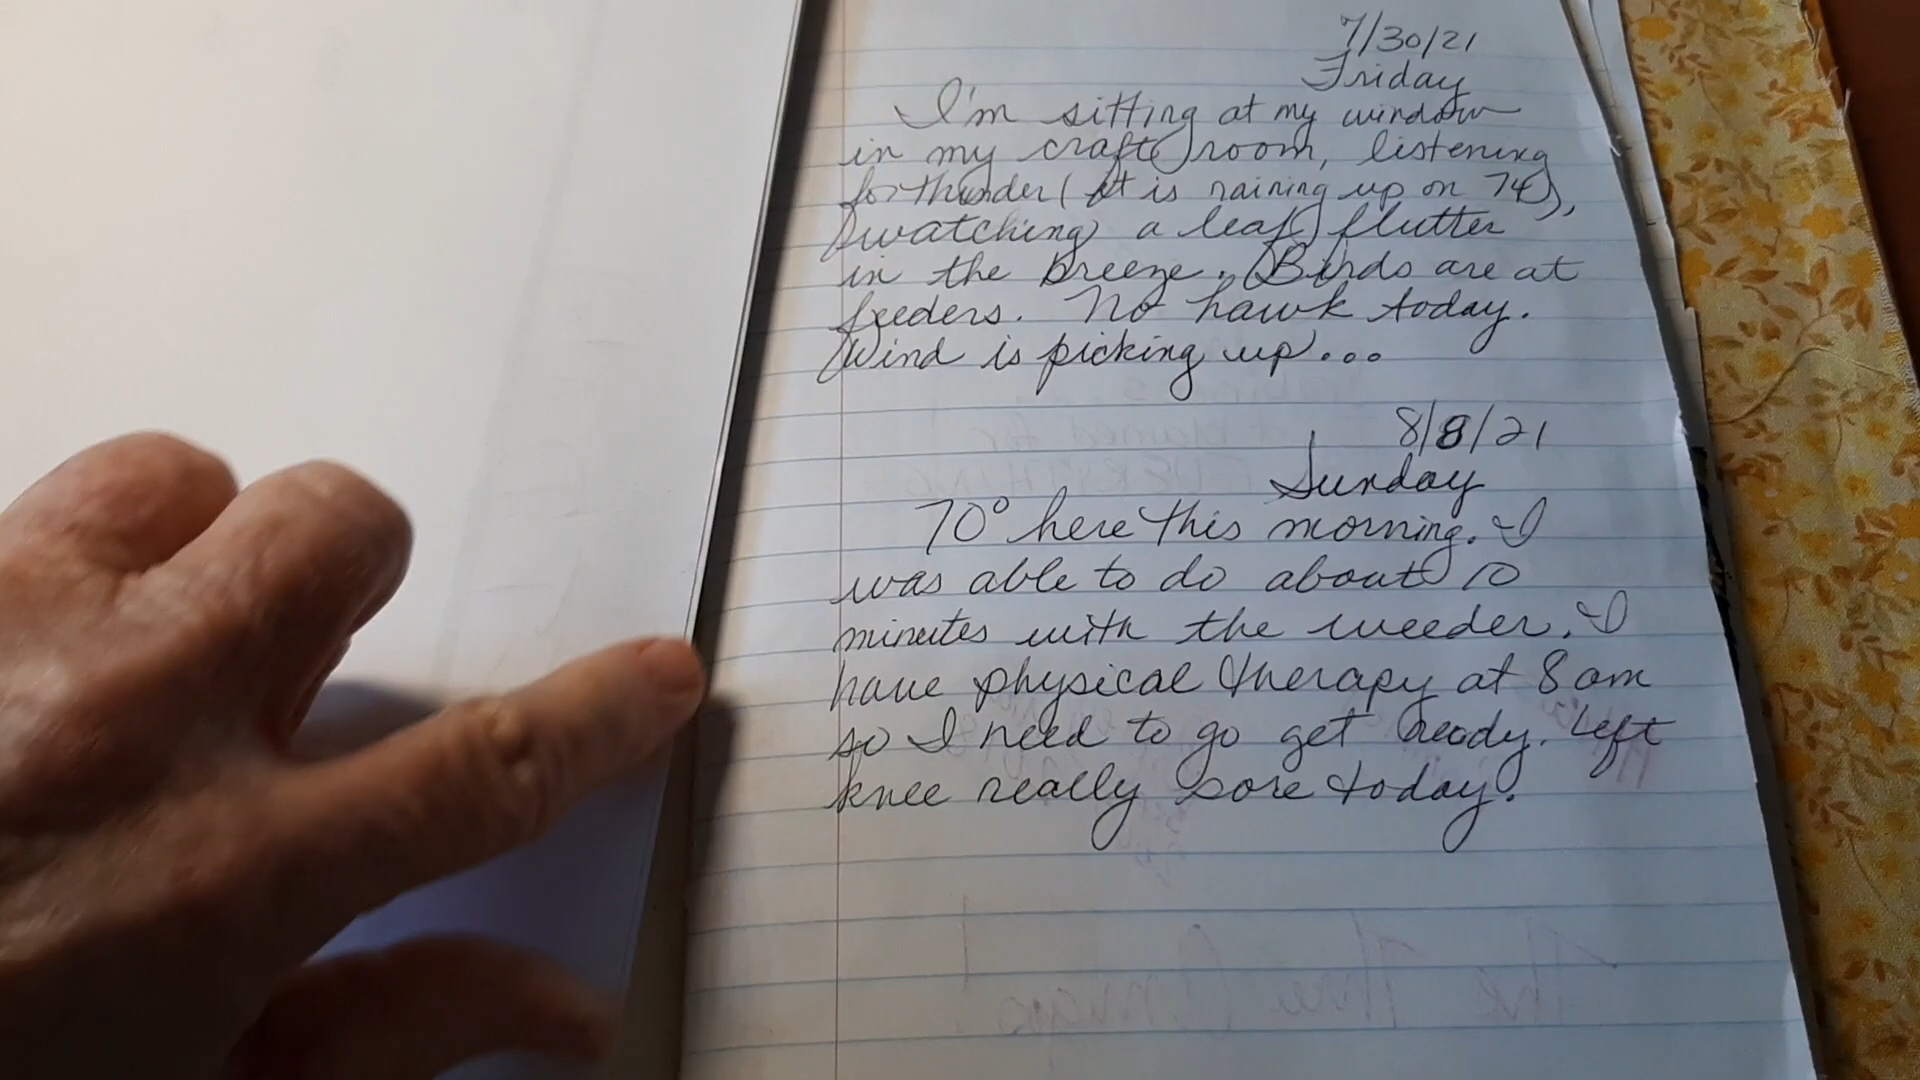 7/30/21
Friday
I'm sitting at my window
in my craft room, listening
for thunder (it is raining up on 74),
watching a leaf flutter
in the breeze. Birds are at
feeders. No hawk today.
Wind is picking up...
8/8/21
Sunday
70° here this morning. I
was able to do about 10
minutes with the weeder. I
have physical therapy at 8 am
so I need to go get ready. Left
knee really sore today.